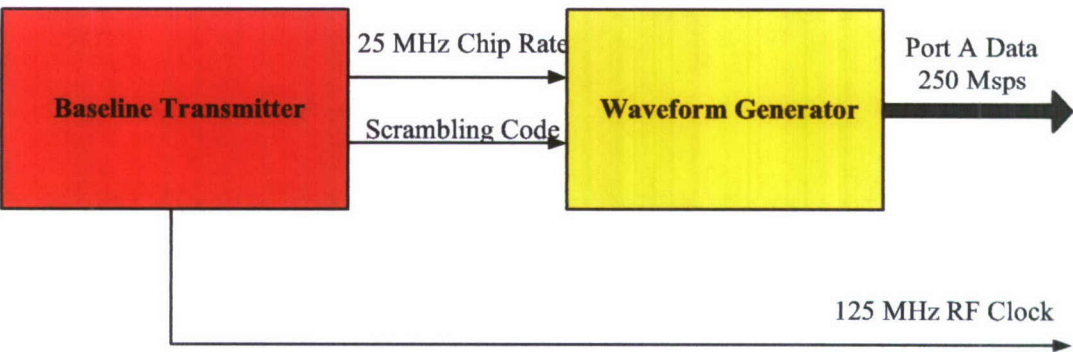 25 MHz Chip Rate
Port A Data
250 Msps
Baseline Transmitter
Waveform Generator
Scrambling Code
125 MHz RF Clock